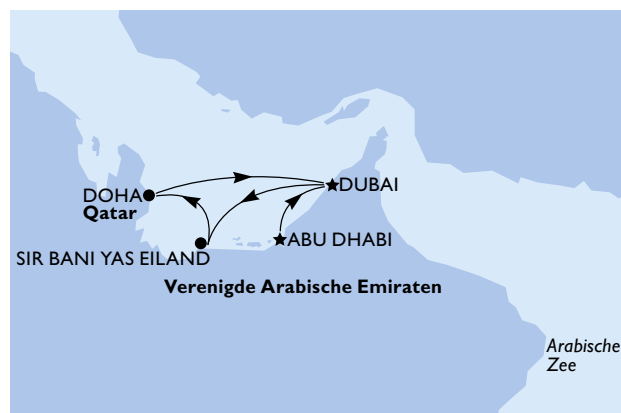 DUBAI
DOHA
Qatar
ABU DHABI
SIR BANI YAS EILAND
Verenigde Arabische Emiraten
Arabische
Zee